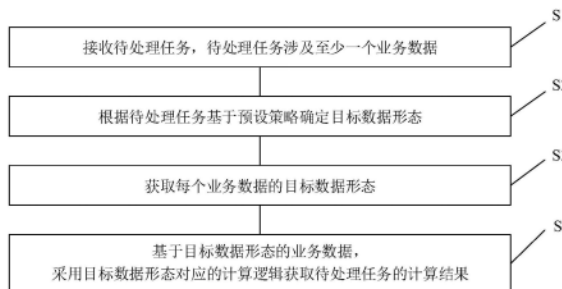 接收待处理任务，待处理任务涉及至少一个业务数据
根据待处理任务基于预设策略确定目标数据形态
获取每个业务数据的目标数据形态
基于目标数据形态的业务数据，
采用目标数据形态对应的计算逻辑获取待处理任务的计算结果